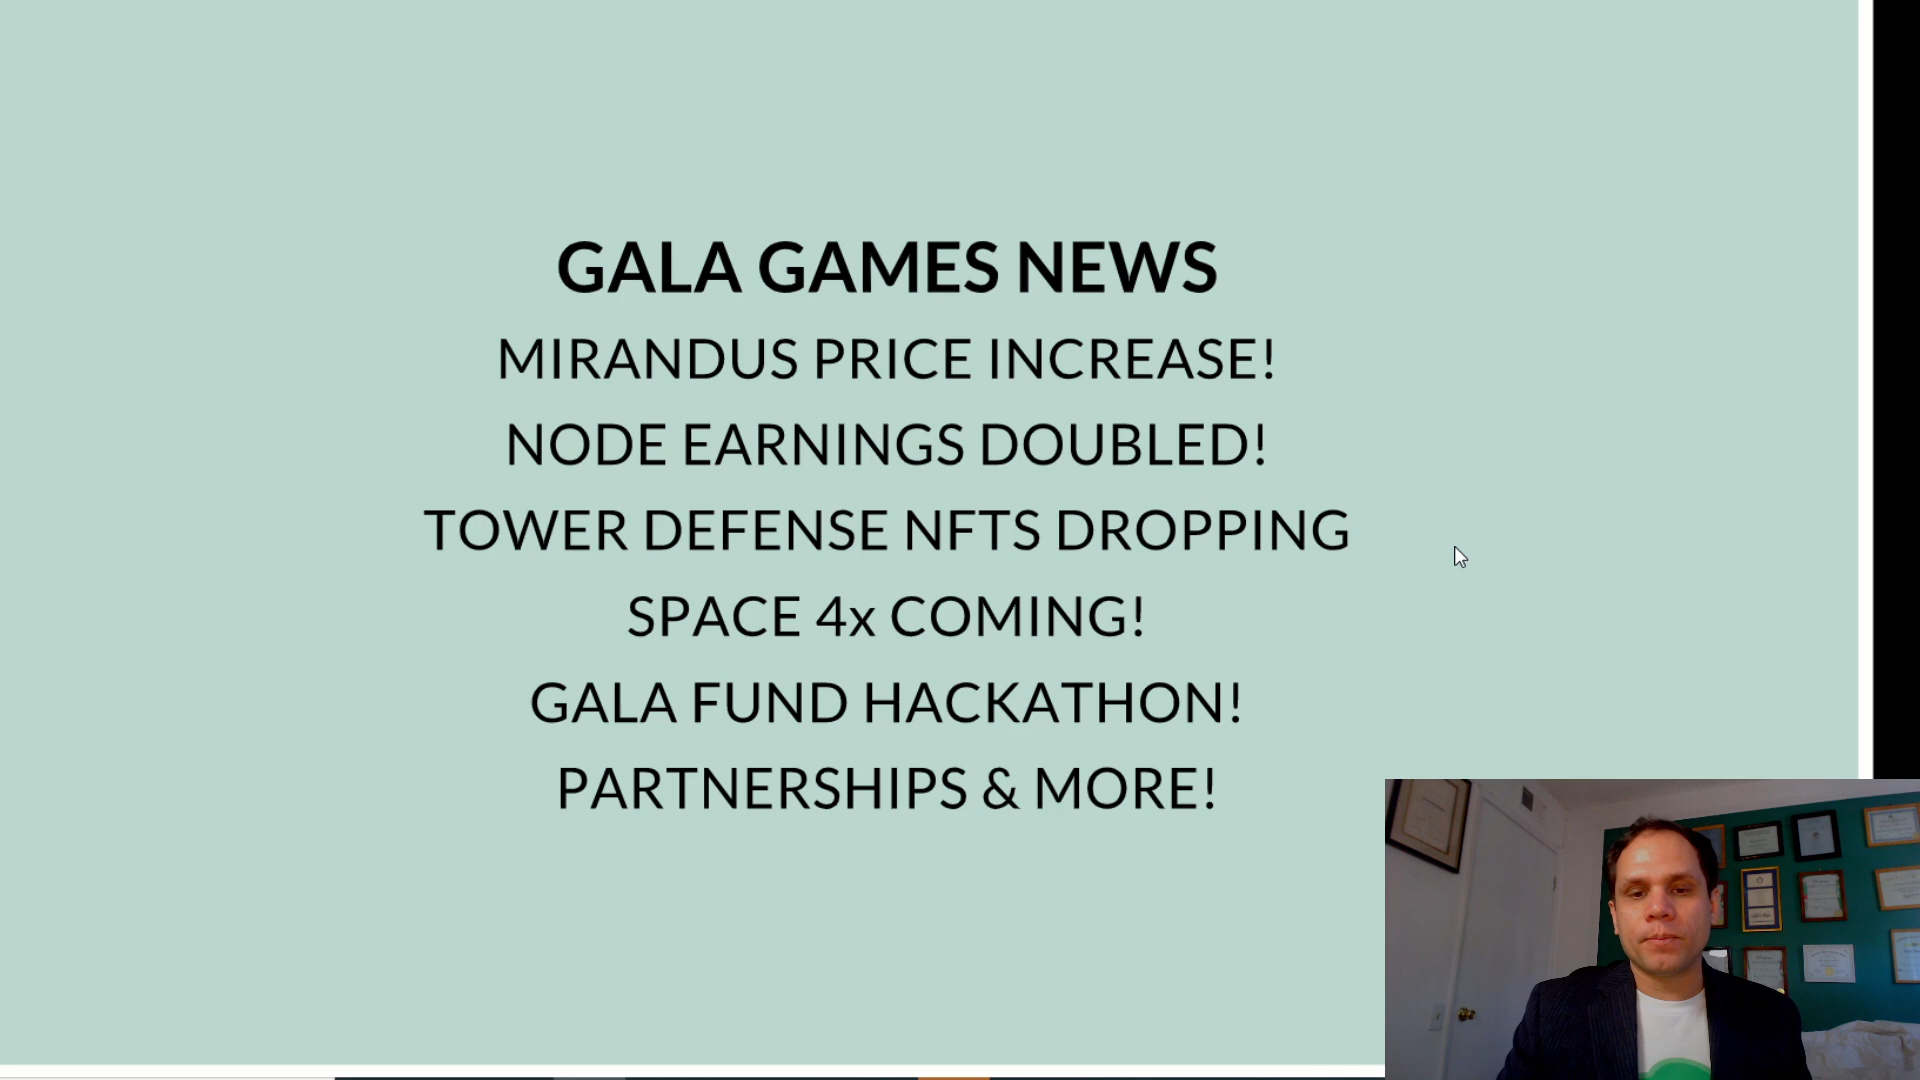 GALA GAMES NEWS
MIRANDUS PRICE INCREASE!
NODE EARNINGS DOUBLED!
TOWER DEFENSE NFTS DROPPING
SPACE 4x COMING!
GALA FUND HACKATHON!
PARTNERSHIPS & MORE!